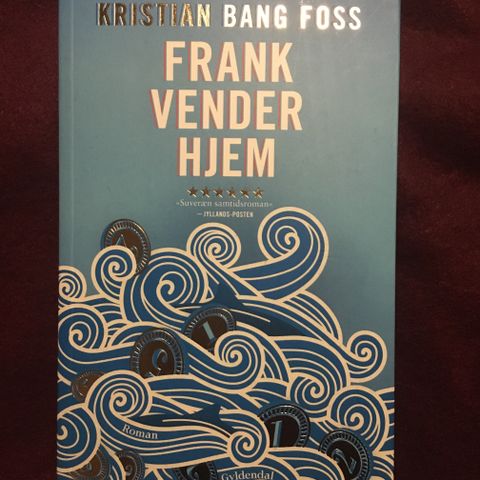 KRISTIAN BANG FOSS
FRANK
VENDER
HJEM
★★★★★★
»Suveræn samtidsroman«
— JYLLANDS-POSTEN
Roman
Gyldendal